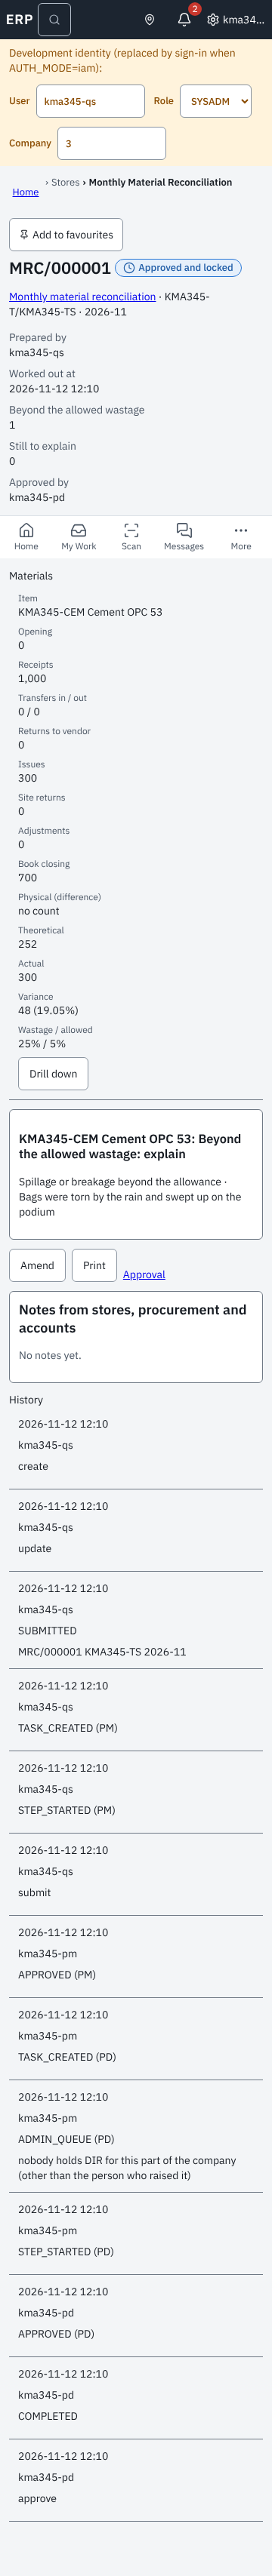 ERP
2
kma34...
Development identity (replaced by sign-in when
AUTH_MODE=iam):
User
kma345-qs
Role
SYSADM
Company
3
Home
› Stores › Monthly Material Reconciliation
Add to favourites
MRC/000001
Approved and locked
Monthly material reconciliation · KMA345-
T/KMA345-TS · 2026-11
Prepared by
kma345-qs
Worked out at
2026-11-12 12:10
Beyond the allowed wastage
1
Still to explain
0
Approved by
kma345-pd
Home
My Work
Scan
Messages
More
Materials
Item
KMA345-CEM Cement OPC 53
Opening
0
Receipts
1,000
Transfers in / out
0 / 0
Returns to vendor
0
Issues
300
Site returns
0
Adjustments
0
Book closing
700
Physical (difference)
no count
Theoretical
252
Actual
300
Variance
48 (19.05%)
Wastage / allowed
25% / 5%
Drill down
KMA345-CEM Cement OPC 53: Beyond
the allowed wastage: explain
Spillage or breakage beyond the allowance ·
Bags were torn by the rain and swept up on the
podium
Amend
Print
Approval
Notes from stores, procurement and
accounts
No notes yet.
History
2026-11-12 12:10
kma345-qs
create
2026-11-12 12:10
kma345-qs
update
2026-11-12 12:10
kma345-qs
SUBMITTED
MRC/000001 KMA345-TS 2026-11
2026-11-12 12:10
kma345-qs
TASK_CREATED (PM)
2026-11-12 12:10
kma345-qs
STEP_STARTED (PM)
2026-11-12 12:10
kma345-qs
submit
2026-11-12 12:10
kma345-pm
APPROVED (PM)
2026-11-12 12:10
kma345-pm
TASK_CREATED (PD)
2026-11-12 12:10
kma345-pm
ADMIN_QUEUE (PD)
nobody holds DIR for this part of the company
(other than the person who raised it)
2026-11-12 12:10
kma345-pm
STEP_STARTED (PD)
2026-11-12 12:10
kma345-pd
APPROVED (PD)
2026-11-12 12:10
kma345-pd
COMPLETED
2026-11-12 12:10
kma345-pd
approve